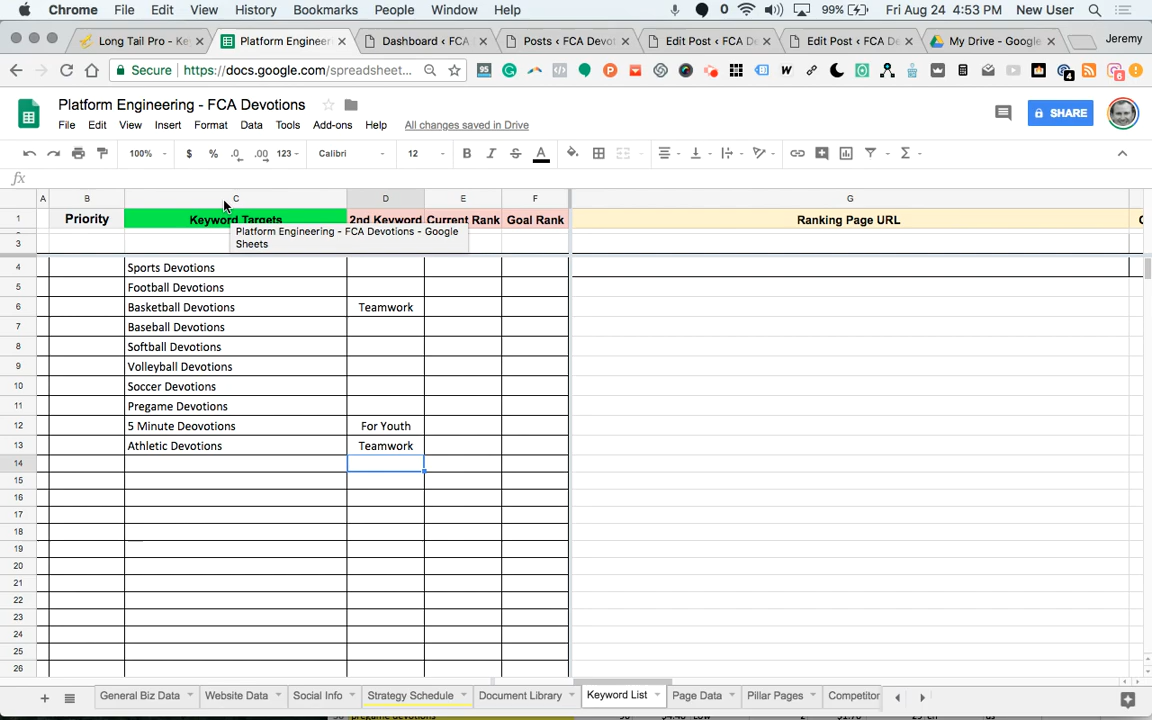 Chrome File Edit View History Bookmarks People Window Help 0 99% Fri Aug 24 4:53 PM New User
Long Tail Pro - Ke Platform Engineer Dashboard ‹ FCA Posts ‹ FCA Devot Edit Post ‹ FCA De Edit Post ‹ FCA De My Drive - Google Jeremy
Secure https://docs.google.com/spreadsheet...
Platform Engineering - FCA Devotions
File Edit View Insert Format Data Tools Add-ons Help All changes saved in Drive
SHARE
100% $ % .0 .00 123 Calibri 12 B I S A
fx
A B C D E F G
1 Priority Keyword Targets 2nd Keyword Current Rank Goal Rank Ranking Page URL
Platform Engineering - FCA Devotions - Google
Sheets
3
4 Sports Devotions
5 Football Devotions
6 Basketball Devotions Teamwork
7 Baseball Devotions
8 Softball Devotions
9 Volleyball Devotions
10 Soccer Devotions
11 Pregame Devotions
12 5 Minute Deovotions For Youth
13 Athletic Devotions Teamwork
14
15
16
17
18
19
20
21
22
23
24
25
26
General Biz Data Website Data Social Info Strategy Schedule Document Library Keyword List Page Data Pillar Pages Competitor
pregame devotions